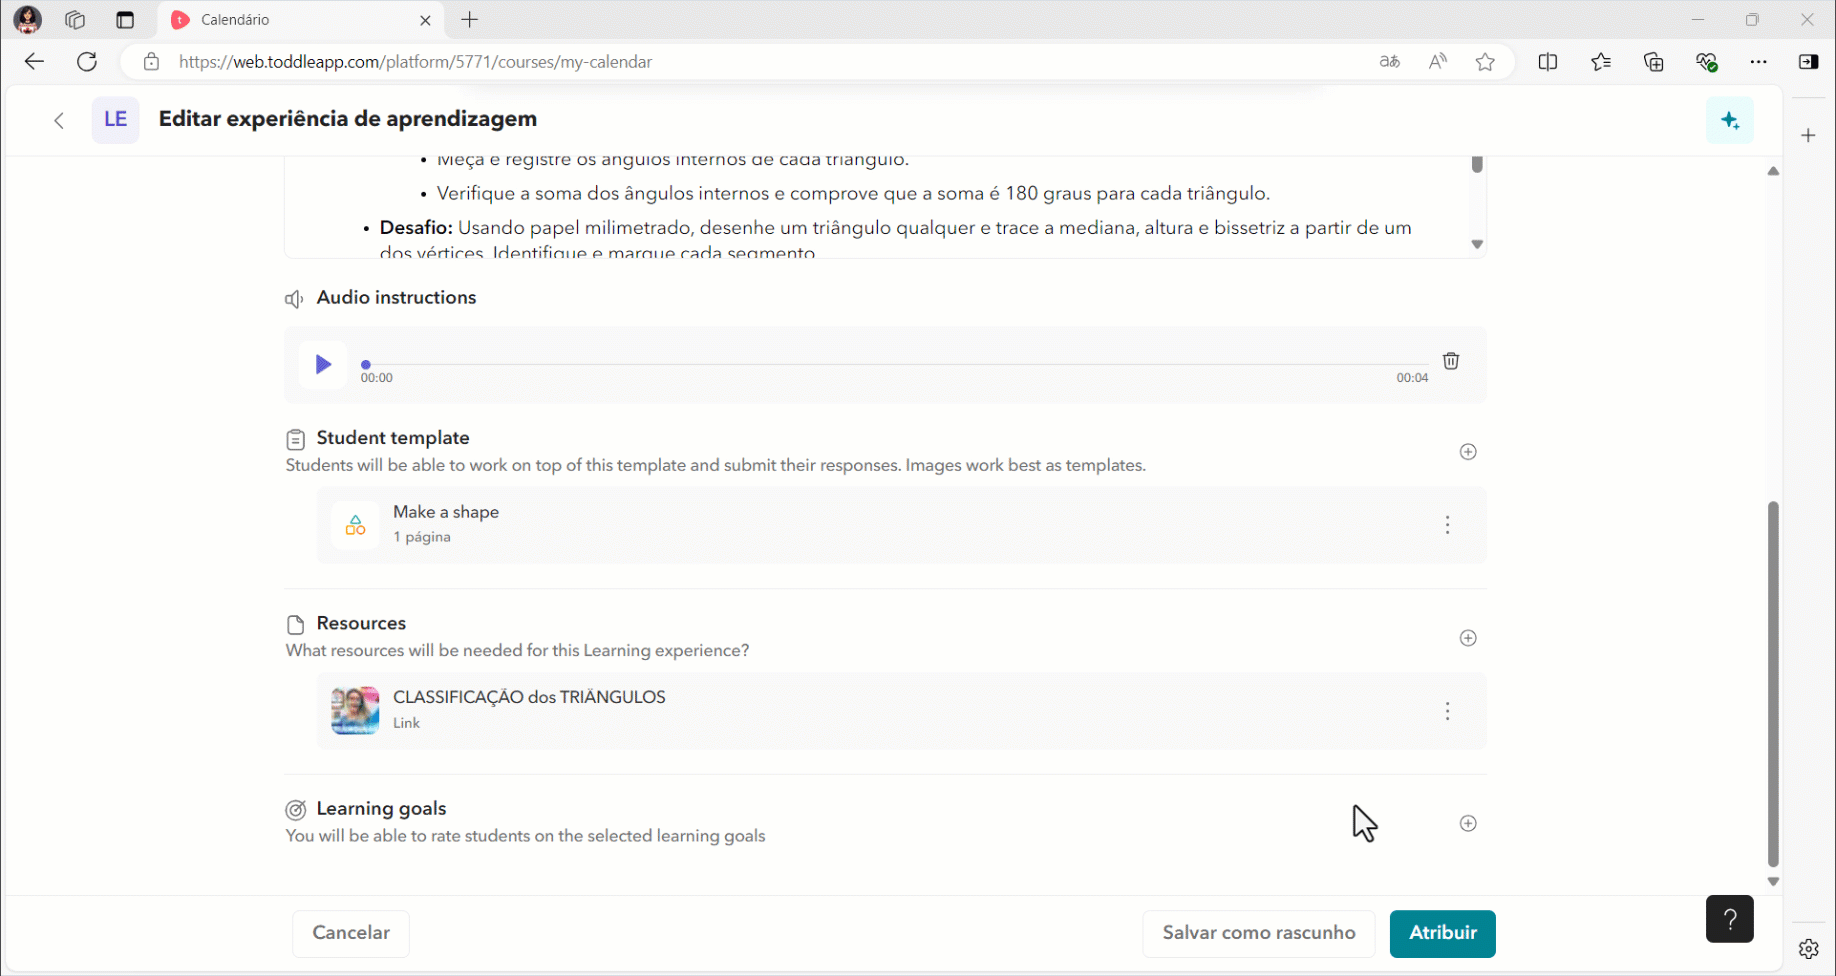 Calendário
https://web.toddleapp.com/platform/5771/courses/my-calendar
LE
Editar experiência de aprendizagem
Meça e registre os ângulos internos de cada triângulo.
Verifique a soma dos ângulos internos e comprove que a soma é 180 graus para cada triângulo.
Desafio: Usando papel milimetrado, desenhe um triângulo qualquer e trace a mediana, altura e bissetriz a partir de um
dos vértices. Identifique e marque cada segmento
Audio instructions
00:00
00:04
Student template
Students will be able to work on top of this template and submit their responses. Images work best as templates.
Make a shape
1 página
Resources
What resources will be needed for this Learning experience?
CLASSIFICAÇÃO dos TRIÂNGULOS
Link
Learning goals
You will be able to rate students on the selected learning goals
Cancelar
Salvar como rascunho
Atribuir
?